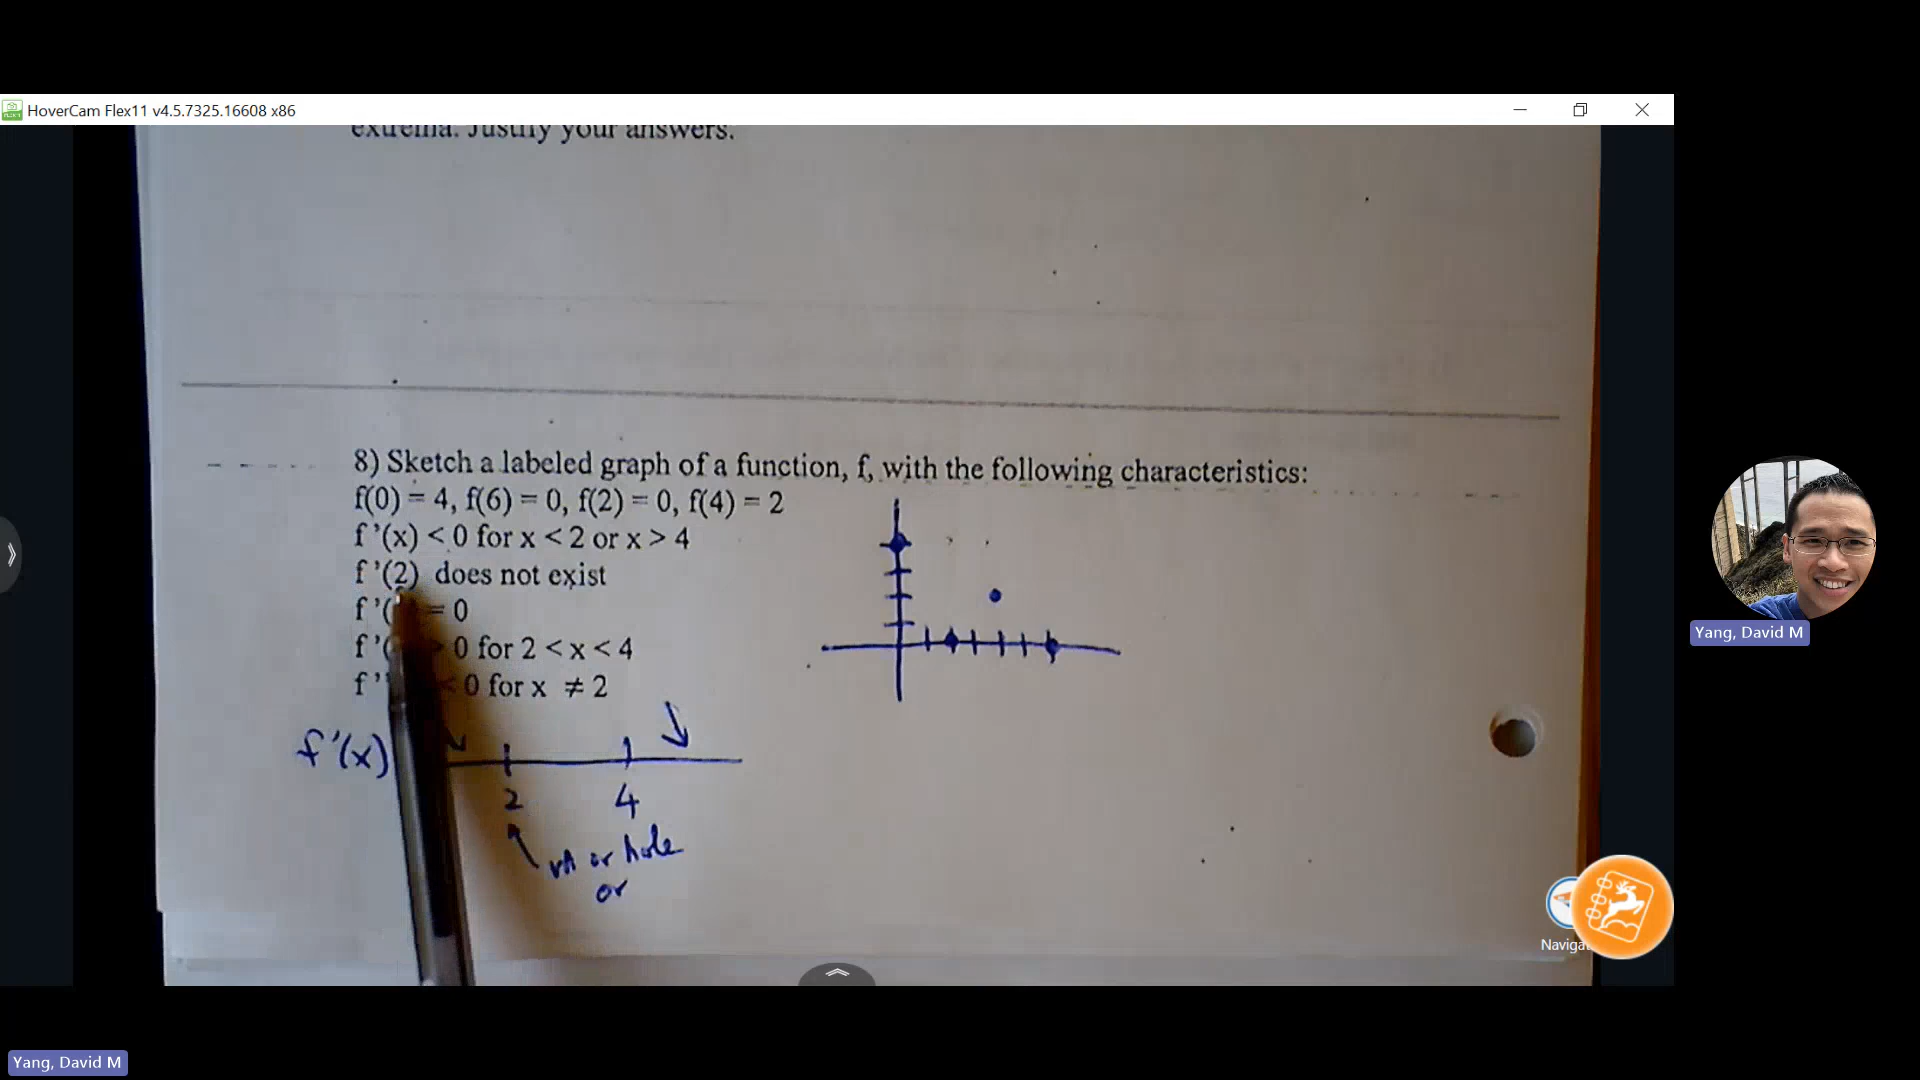 HoverCam Flex11 v4.5.7325.16608 x86
extrema. Justify your answers.
8) Sketch a labeled graph of a function, f, with the following characteristics:
f(0) = 4, f(6) = 0, f(2) = 0, f(4) = 2
f '(x) < 0 for x < 2 or x > 4
f '(2) does not exist
f '( = 0
f '( > 0 for 2 < x < 4
f '' < 0 for x ≠ 2
f'(x)
2 4
VA or hole
or
Navigat
Yang, David M
Yang, David M